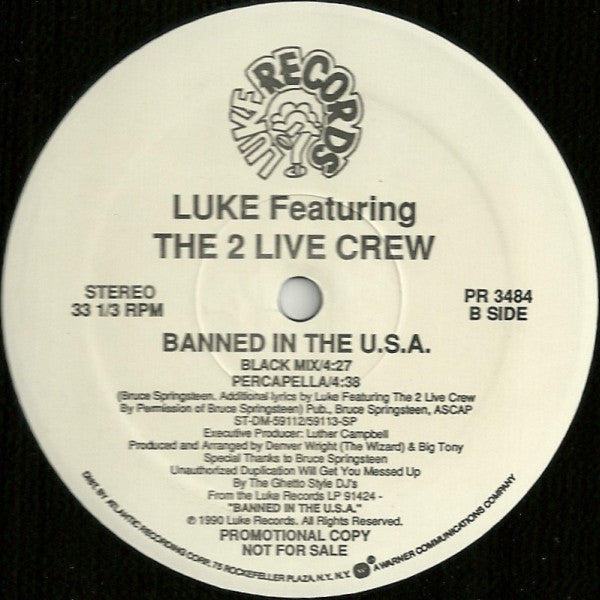 LUKE RECORDS
LUKE Featuring
THE 2 LIVE CREW
STEREO
33 1/3 RPM
PR 3484
B SIDE
BANNED IN THE U.S.A.
BLACK MIX/4:27
PERCAPELLA/4:38
(Bruce Springsteen. Additional lyrics by Luke Featuring The 2 Live Crew
By Permission of Bruce Springsteen) Pub., Bruce Springsteen, ASCAP
ST-DM-59112/59113-SP
Executive Producer: Luther Campbell
Produced and Arranged by Denver Wright (The Wizard) & Big Tony
Special Thanks to Bruce Springsteen
Unauthorized Duplication Will Get You Messed Up
By The Ghetto Style DJ's
From the Luke Records LP 91424 -
"BANNED IN THE U.S.A."
℗ 1990 Luke Records. All Rights Reserved.
PROMOTIONAL COPY
NOT FOR SALE
DIST. BY ATLANTIC RECORDING CORP., 75 ROCKEFELLER PLAZA, N.Y., N.Y. A WARNER COMMUNICATIONS COMPANY